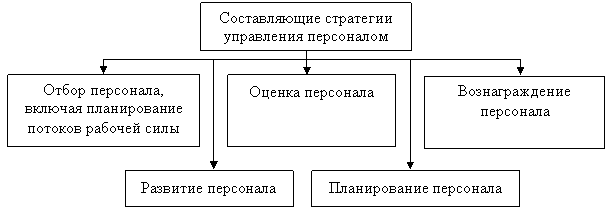 Составляющие стратегии
управления персоналом
Отбор персонала,
включая планирование
потоков рабочей силы
Оценка персонала
Вознаграждение
персонала
Развитие персонала
Планирование персонала